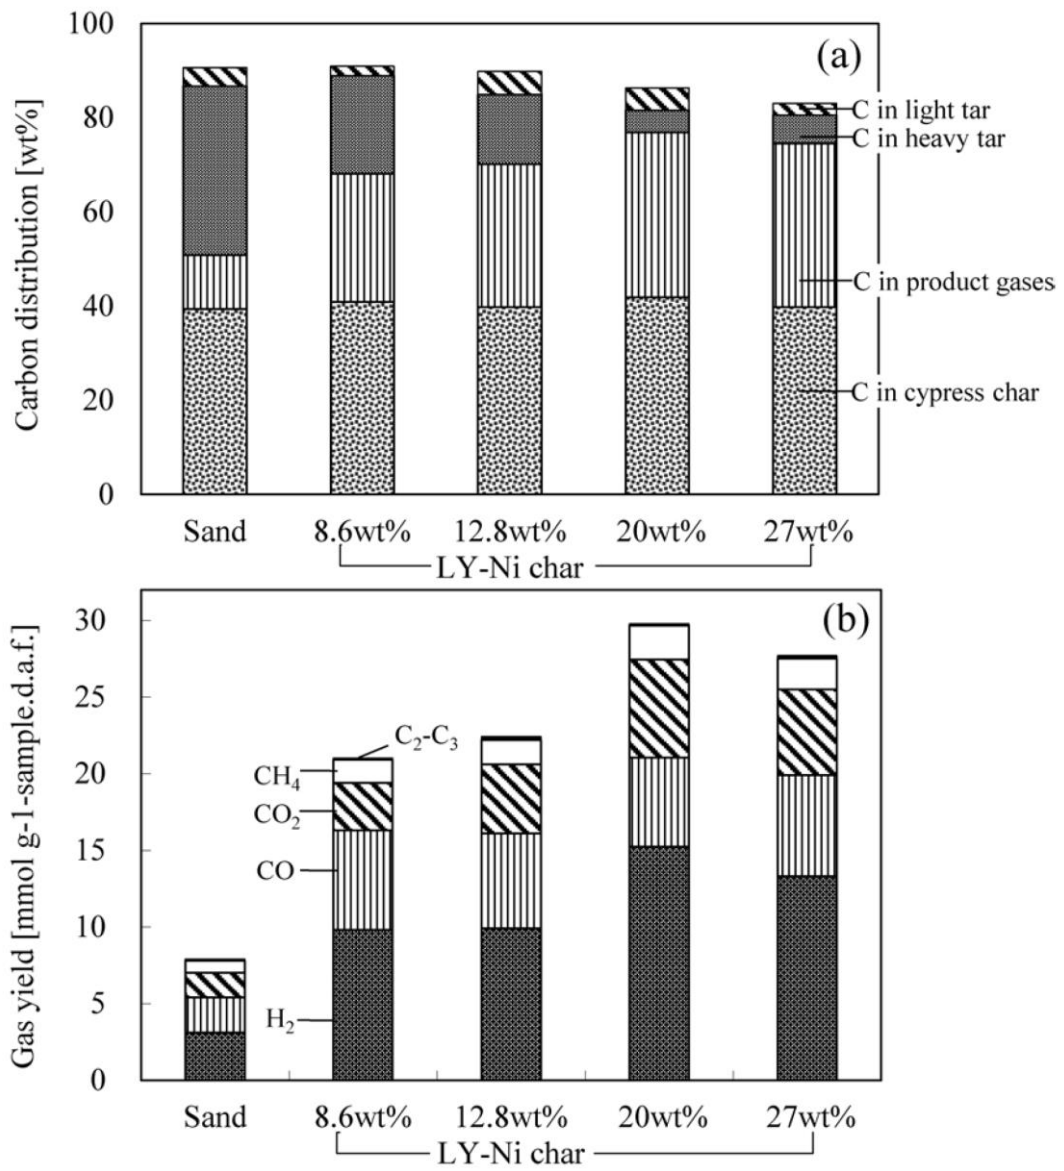 (a)
Carbon distribution [wt%]
100
80
60
40
20
0
C in light tar
C in heavy tar
C in product gases
C in cypress char
Sand 8.6wt% 12.8wt% 20wt% 27wt%
LY-Ni char
(b)
Gas yield [mmol g-1-sample.d.a.f.]
30
25
20
15
10
5
0
C₂-C₃
CH₄
CO₂
CO
H₂
Sand 8.6wt% 12.8wt% 20wt% 27wt%
LY-Ni char